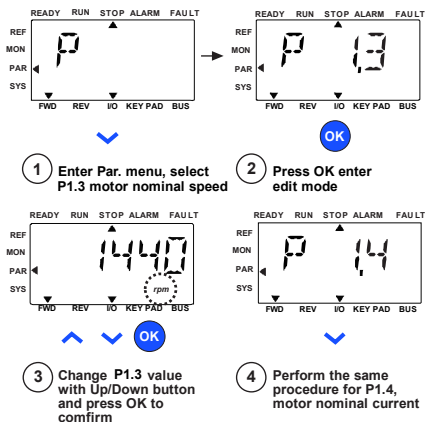 READY RUN STOP ALARM FAULT
REF
MON
PAR
SYS
P
FWD REV I/O KEYPAD BUS
1 Enter Par. menu, select
P1.3 motor nominal speed
READY RUN STOP ALARM FAULT
REF
MON
PAR
SYS
P 1,3
FWD REV I/O KEYPAD BUS
OK
2 Press OK enter
edit mode
READY RUN STOP ALARM FAULT
REF
MON
PAR
SYS
1440
rpm
FWD REV I/O KEYPAD BUS
OK
3 Change P1.3 value
with Up/Down button
and press OK to
comfirm
READY RUN STOP ALARM FAULT
REF
MON
PAR
SYS
P 1,4
FWD REV I/O KEYPAD BUS
4 Perform the same
procedure for P1.4,
motor nominal current